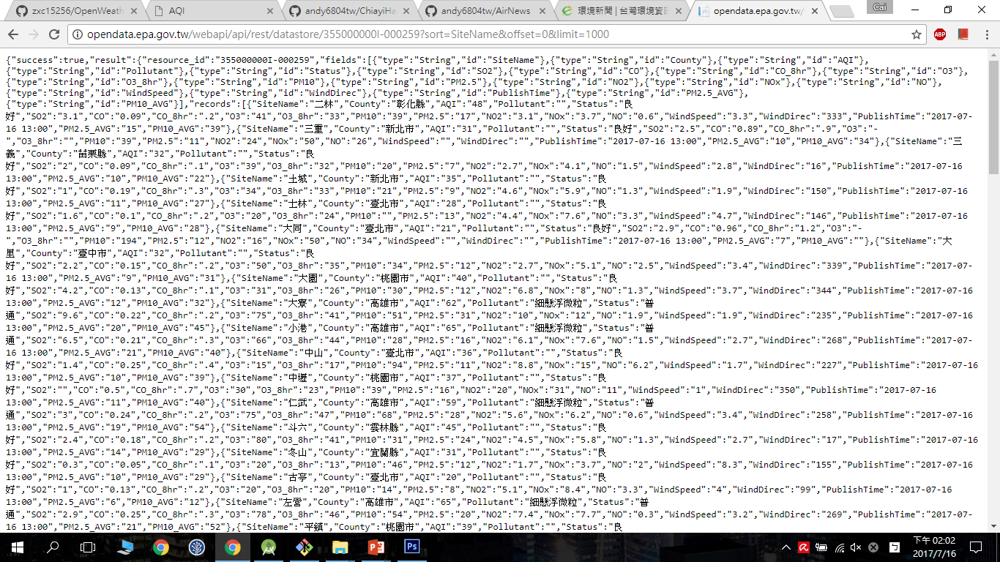 zxc15256/OpenWeath
AQI
andy6804tw/ChiayiHa
andy6804tw/AirNews
環境新聞 | 台灣環境資訊
opendata.epa.gov.tw/we
Cai
opendata.epa.gov.tw/webapi/api/rest/datastore/355000000I-000259?sort=SiteName&offset=0&limit=1000
ABP
{"success":true,"result":{"resource_id":"355000000I-000259","fields":[{"type":"String","id":"SiteName"},{"type":"String","id":"County"},{"type":"String","id":"AQI"},
{"type":"String","id":"Pollutant"},{"type":"String","id":"Status"},{"type":"String","id":"SO2"},{"type":"String","id":"CO"},{"type":"String","id":"CO_8hr"},{"type":"String","id":"O3"},
{"type":"String","id":"O3_8hr"},{"type":"String","id":"PM10"},{"type":"String","id":"PM2.5"},{"type":"String","id":"NO2"},{"type":"String","id":"NOx"},{"type":"String","id":"NO"},
{"type":"String","id":"WindSpeed"},{"type":"String","id":"WindDirec"},{"type":"String","id":"PublishTime"},{"type":"String","id":"PM2.5_AVG"},
{"type":"String","id":"PM10_AVG"}],"records":[{"SiteName":"二林","County":"彰化縣","AQI":"48","Pollutant":"","Status":"良
好","SO2":"3.1","CO":"0.09","CO_8hr":".2","O3":"41","O3_8hr":"33","PM10":"39","PM2.5":"17","NO2":"3.1","NOx":"3.7","NO":"0.6","WindSpeed":"3.3","WindDirec":"333","PublishTime":"2017-07-
16 13:00","PM2.5_AVG":"15","PM10_AVG":"39"},{"SiteName":"三重","County":"新北市","AQI":"31","Pollutant":"","Status":"良好","SO2":"2.5","CO":"0.89","CO_8hr":".9","O3":"-
","O3_8hr":"","PM10":"39","PM2.5":"11","NO2":"24","NOx":"50","NO":"26","WindSpeed":"","WindDirec":"","PublishTime":"2017-07-16 13:00","PM2.5_AVG":"10","PM10_AVG":"34"},{"SiteName":"三
義","County":"苗栗縣","AQI":"32","Pollutant":"","Status":"良
好","SO2":"2","CO":"0.09","CO_8hr":".1","O3":"39","O3_8hr":"32","PM10":"20","PM2.5":"7","NO2":"2.7","NOx":"4.1","NO":"1.5","WindSpeed":"2.8","WindDirec":"16","PublishTime":"2017-07-16
13:00","PM2.5_AVG":"10","PM10_AVG":"22"},{"SiteName":"土城","County":"新北市","AQI":"35","Pollutant":"","Status":"良
好","SO2":"1","CO":"0.19","CO_8hr":".3","O3":"34","O3_8hr":"33","PM10":"21","PM2.5":"9","NO2":"4.6","NOx":"5.9","NO":"1.3","WindSpeed":"1.9","WindDirec":"150","PublishTime":"2017-07-16
13:00","PM2.5_AVG":"11","PM10_AVG":"27"},{"SiteName":"士林","County":"臺北市","AQI":"28","Pollutant":"","Status":"良
好","SO2":"1.6","CO":"0.1","CO_8hr":".2","O3":"20","O3_8hr":"24","PM10":"","PM2.5":"13","NO2":"4.4","NOx":"7.6","NO":"3.3","WindSpeed":"4.7","WindDirec":"146","PublishTime":"2017-07-16
13:00","PM2.5_AVG":"9","PM10_AVG":"28"},{"SiteName":"大同","County":"臺北市","AQI":"21","Pollutant":"","Status":"良好","SO2":"2.9","CO":"0.96","CO_8hr":"1.2","O3":"-
","O3_8hr":"","PM10":"194","PM2.5":"12","NO2":"16","NOx":"50","NO":"34","WindSpeed":"","WindDirec":"","PublishTime":"2017-07-16 13:00","PM2.5_AVG":"7","PM10_AVG":""},{"SiteName":"大
里","County":"臺中市","AQI":"32","Pollutant":"","Status":"良
好","SO2":"2.2","CO":"0.15","CO_8hr":".2","O3":"50","O3_8hr":"35","PM10":"34","PM2.5":"12","NO2":"2.7","NOx":"5.1","NO":"2.5","WindSpeed":"3.4","WindDirec":"339","PublishTime":"2017-07-
16 13:00","PM2.5_AVG":"9","PM10_AVG":"31"},{"SiteName":"大園","County":"桃園市","AQI":"40","Pollutant":"","Status":"良
好","SO2":"4.2","CO":"0.13","CO_8hr":".1","O3":"31","O3_8hr":"26","PM10":"30","PM2.5":"12","NO2":"6.8","NOx":"8","NO":"1.3","WindSpeed":"3.7","WindDirec":"344","PublishTime":"2017-07-16
13:00","PM2.5_AVG":"12","PM10_AVG":"32"},{"SiteName":"大寮","County":"高雄市","AQI":"62","Pollutant":"細懸浮微粒","Status":"普
通","SO2":"9.6","CO":"0.22","CO_8hr":".2","O3":"75","O3_8hr":"41","PM10":"51","PM2.5":"31","NO2":"10","NOx":"12","NO":"1.9","WindSpeed":"1.9","WindDirec":"235","PublishTime":"2017-07-16
13:00","PM2.5_AVG":"20","PM10_AVG":"45"},{"SiteName":"小港","County":"高雄市","AQI":"65","Pollutant":"細懸浮微粒","Status":"普
通","SO2":"6.5","CO":"0.21","CO_8hr":".3","O3":"66","O3_8hr":"44","PM10":"28","PM2.5":"16","NO2":"6.1","NOx":"7.6","NO":"1.5","WindSpeed":"2.7","WindDirec":"268","PublishTime":"2017-07-
16 13:00","PM2.5_AVG":"21","PM10_AVG":"40"},{"SiteName":"中山","County":"臺北市","AQI":"36","Pollutant":"","Status":"良
好","SO2":"1.4","CO":"0.25","CO_8hr":".4","O3":"15","O3_8hr":"17","PM10":"94","PM2.5":"11","NO2":"8.8","NOx":"15","NO":"6.2","WindSpeed":"1.7","WindDirec":"227","PublishTime":"2017-07-16
13:00","PM2.5_AVG":"10","PM10_AVG":"39"},{"SiteName":"中壢","County":"桃園市","AQI":"37","Pollutant":"","Status":"良
好","SO2":"","CO":"0.5","CO_8hr":".7","O3":"30","O3_8hr":"23","PM10":"39","PM2.5":"16","NO2":"20","NOx":"31","NO":"11","WindSpeed":"1","WindDirec":"350","PublishTime":"2017-07-16
13:00","PM2.5_AVG":"11","PM10_AVG":"40"},{"SiteName":"仁武","County":"高雄市","AQI":"59","Pollutant":"細懸浮微粒","Status":"普
通","SO2":"3","CO":"0.24","CO_8hr":".2","O3":"75","O3_8hr":"47","PM10":"68","PM2.5":"28","NO2":"5.6","NOx":"6.2","NO":"0.6","WindSpeed":"3.4","WindDirec":"258","PublishTime":"2017-07-16
13:00","PM2.5_AVG":"19","PM10_AVG":"54"},{"SiteName":"斗六","County":"雲林縣","AQI":"45","Pollutant":"","Status":"良
好","SO2":"2.4","CO":"0.18","CO_8hr":".2","O3":"80","O3_8hr":"41","PM10":"31","PM2.5":"24","NO2":"4.5","NOx":"5.8","NO":"1.3","WindSpeed":"2.7","WindDirec":"17","PublishTime":"2017-07-16
13:00","PM2.5_AVG":"14","PM10_AVG":"29"},{"SiteName":"冬山","County":"宜蘭縣","AQI":"31","Pollutant":"","Status":"良
好","SO2":"0.3","CO":"0.05","CO_8hr":".1","O3":"20","O3_8hr":"13","PM10":"46","PM2.5":"12","NO2":"1.7","NOx":"3.7","NO":"2","WindSpeed":"8.3","WindDirec":"155","PublishTime":"2017-07-16
13:00","PM2.5_AVG":"10","PM10_AVG":"29"},{"SiteName":"古亭","County":"臺北市","AQI":"20","Pollutant":"","Status":"良
好","SO2":"1","CO":"0.13","CO_8hr":".2","O3":"20","O3_8hr":"20","PM10":"14","PM2.5":"8","NO2":"5.1","NOx":"8.4","NO":"3.3","WindSpeed":"4","WindDirec":"99","PublishTime":"2017-07-16
13:00","PM2.5_AVG":"6","PM10_AVG":"12"},{"SiteName":"左營","County":"高雄市","AQI":"65","Pollutant":"細懸浮微粒","Status":"普
通","SO2":"2.9","CO":"0.25","CO_8hr":".3","O3":"78","O3_8hr":"46","PM10":"54","PM2.5":"20","NO2":"7.4","NOx":"7.7","NO":"0.3","WindSpeed":"3.2","WindDirec":"269","PublishTime":"2017-07-
16 13:00","PM2.5_AVG":"21","PM10_AVG":"52"},{"SiteName":"平鎮","County":"桃園市","AQI":"39","Pollutant":"","Status":"良
Ps
下午 02:02
2017/7/16